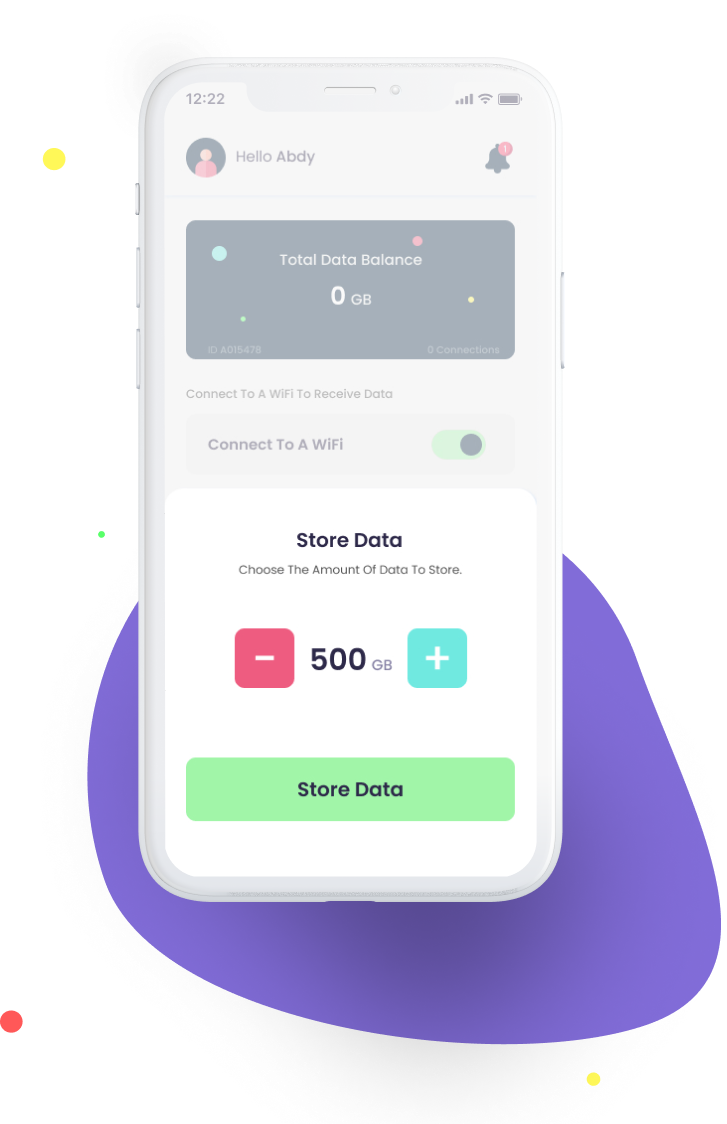 12:22
Hello Abdy
1
Total Data Balance
0 GB
ID A015478
0 Connections
Connect To A WiFi To Receive Data
Connect To A WiFi
Store Data
Choose The Amount Of Data To Store.
− 500 GB +
Store Data